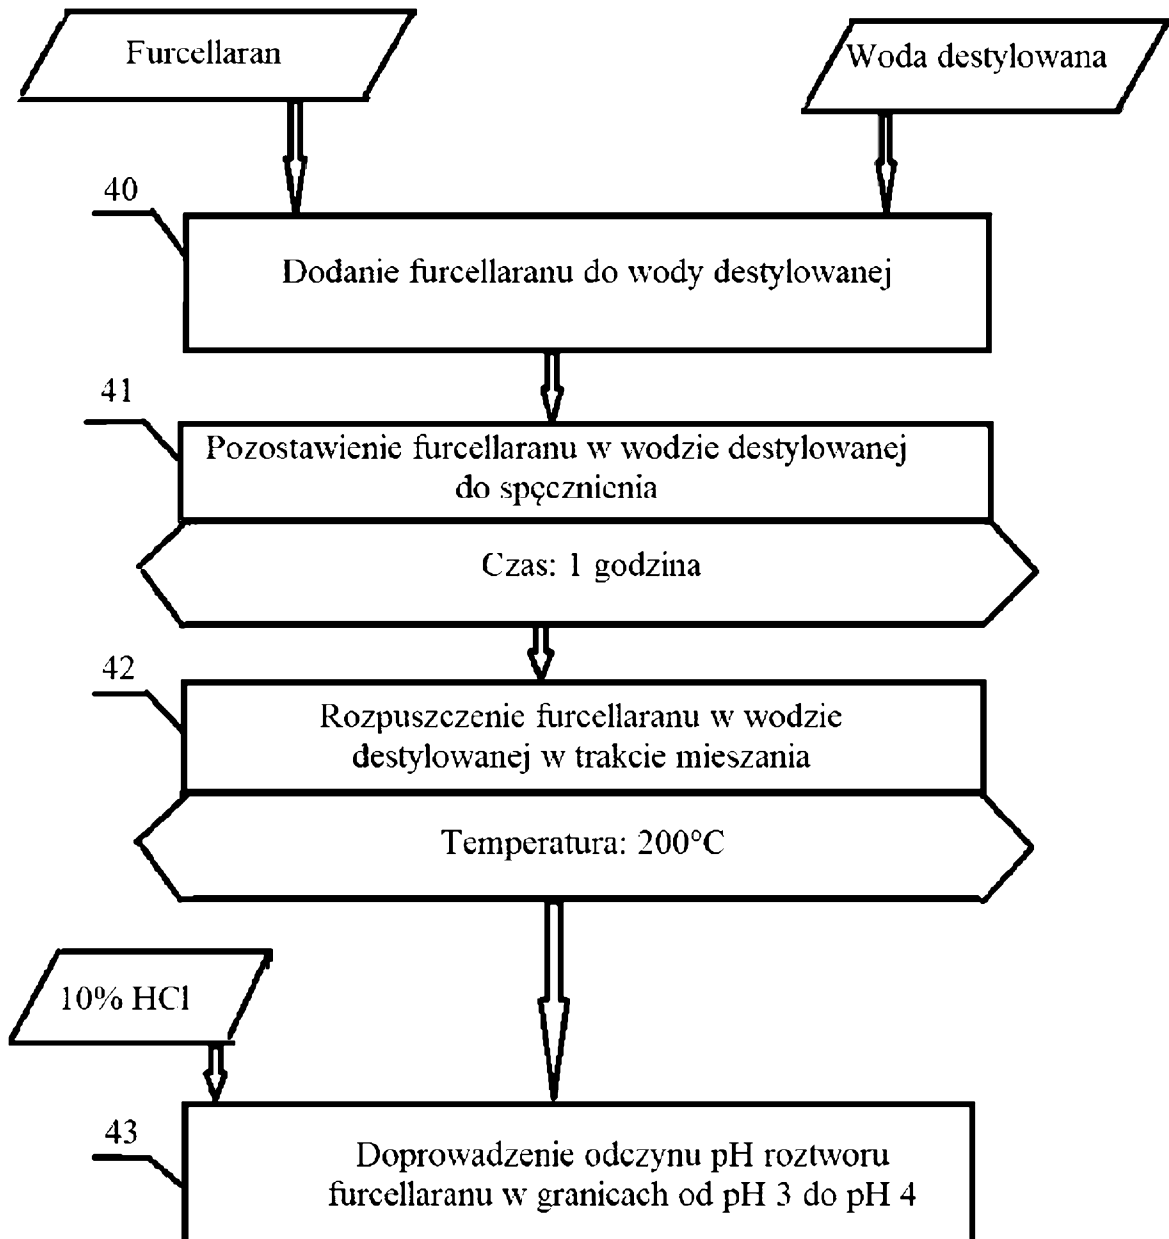 Furcellaran
Woda destylowana
40
Dodanie furcellaranu do wody destylowanej
41
Pozostawienie furcellaranu w wodzie destylowanej
do spęcznienia
Czas: 1 godzina
42
Rozpuszczenie furcellaranu w wodzie
destylowanej w trakcie mieszania
Temperatura: 200°C
10% HCl
43
Doprowadzenie odczynu pH roztworu
furcellaranu w granicach od pH 3 do pH 4